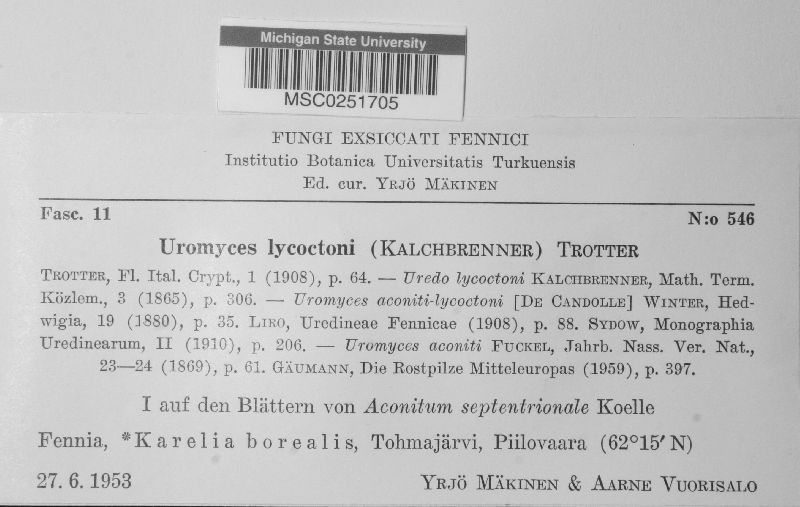 Michigan State University
MSC0251705
FUNGI EXSICCATI FENNICI
Institutio Botanica Universitatis Turkuensis
Ed. cur. YRJÖ MÄKINEN
Fasc. 11 N:o 546
Uromyces lycoctoni (KALCHBRENNER) TROTTER
TROTTER, Fl. Ital. Crypt., 1 (1908), p. 64. — Uredo lycoctoni KALCHBRENNER, Math. Term.
Közlem., 3 (1865), p. 306. — Uromyces aconiti-lycoctoni [DE CANDOLLE] WINTER, Hed-
wigia, 19 (1880), p. 35. LIRO, Uredineae Fennicae (1908), p. 88. SYDOW, Monographia
Uredinearum, II (1910), p. 206. — Uromyces aconiti FUCKEL, Jahrb. Nass. Ver. Nat.,
23—24 (1869), p. 61. GÄUMANN, Die Rostpilze Mitteleuropas (1959), p. 397.
I auf den Blättern von Aconitum septentrionale Koelle
Fennia, *Karelia borealis, Tohmajärvi, Piilovaara (62°15′ N)
27. 6. 1953 YRJÖ MÄKINEN & AARNE VUORISALO